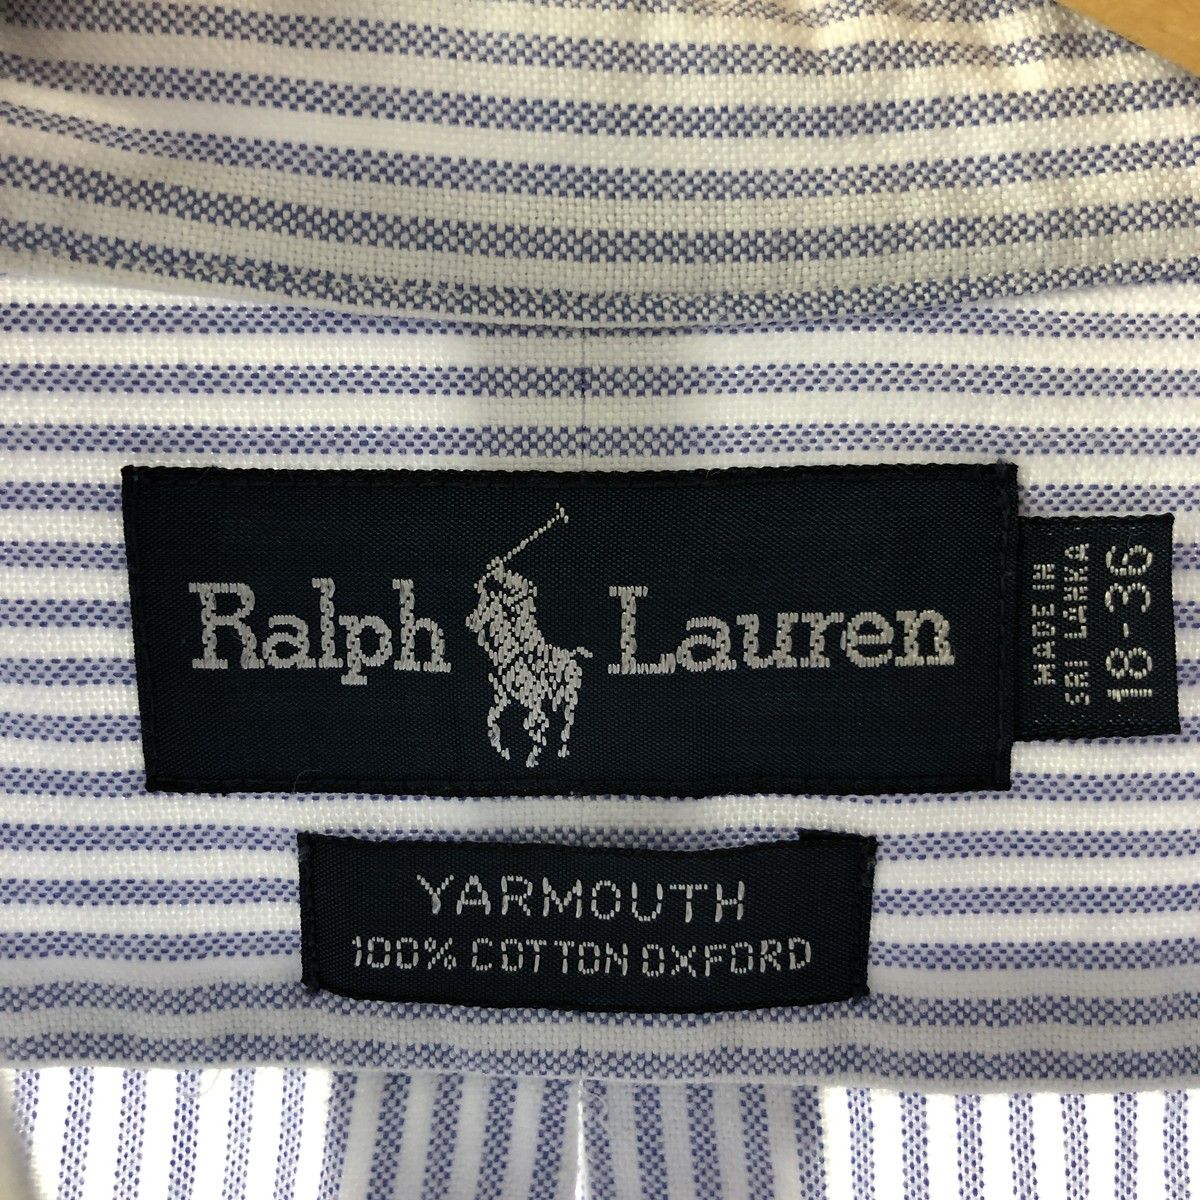 Ralph Lauren
MADE IN
SRI LANKA
18-36
YARMOUTH
100% COTTON OXFORD